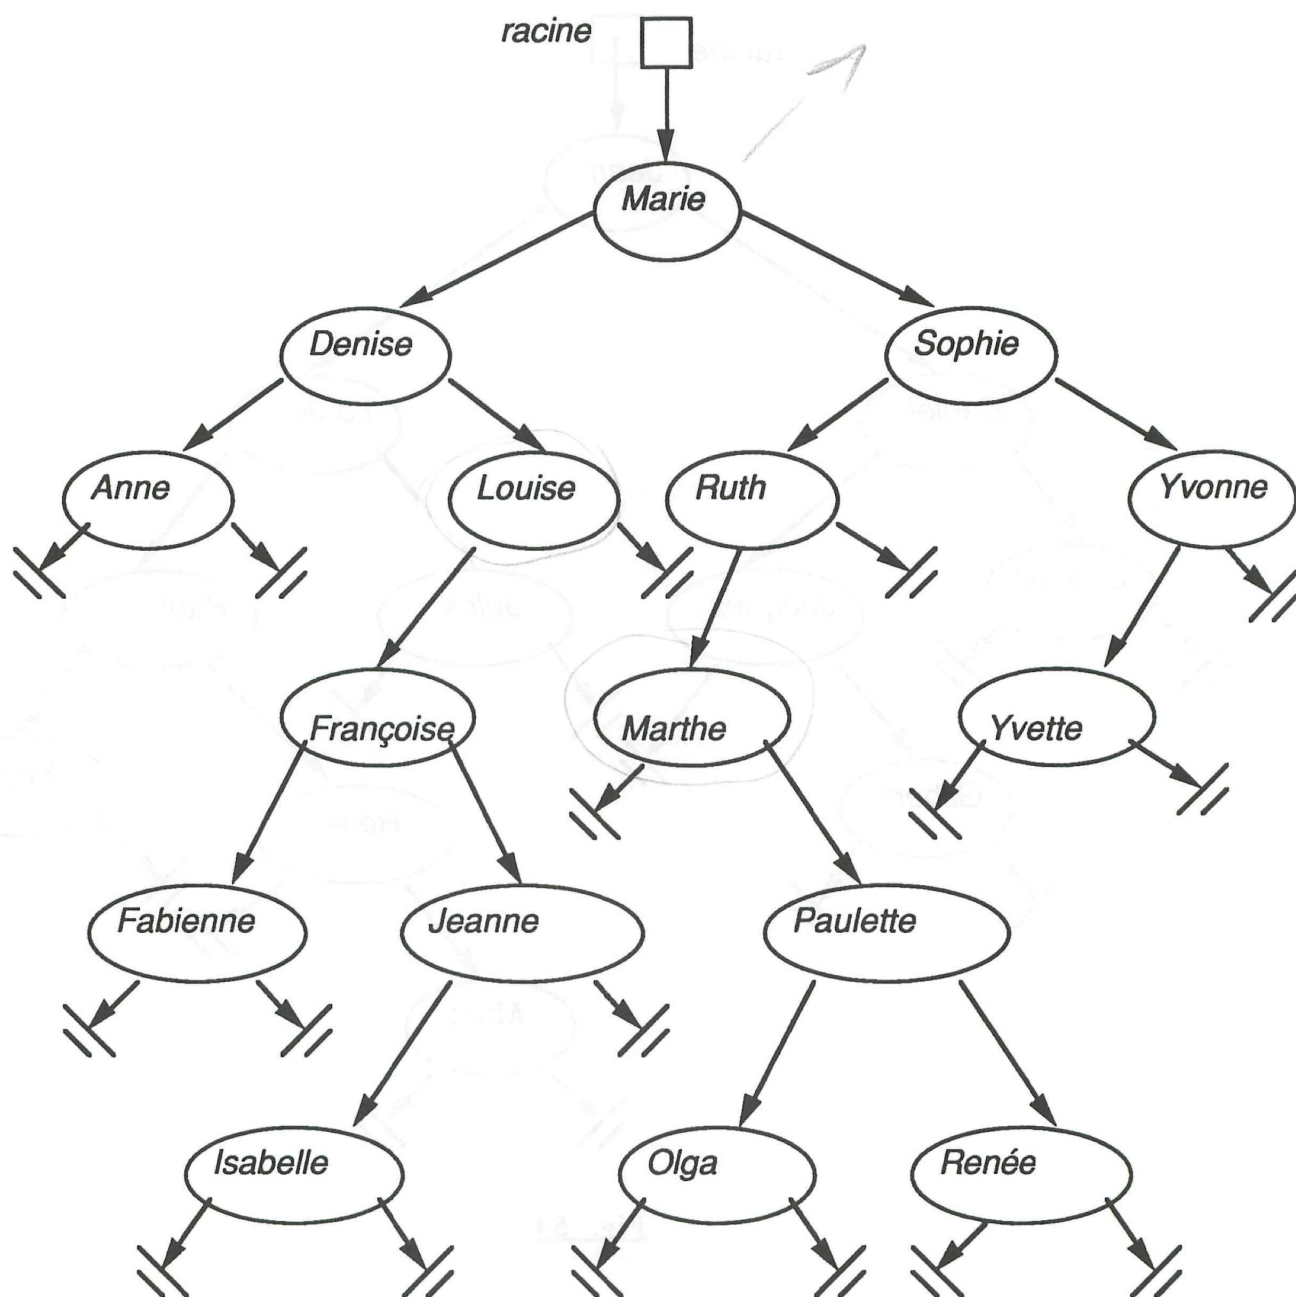 racine
Marie
Denise
Sophie
Anne
Louise
Ruth
Yvonne
Françoise
Marthe
Yvette
Fabienne
Jeanne
Paulette
Isabelle
Olga
Renée